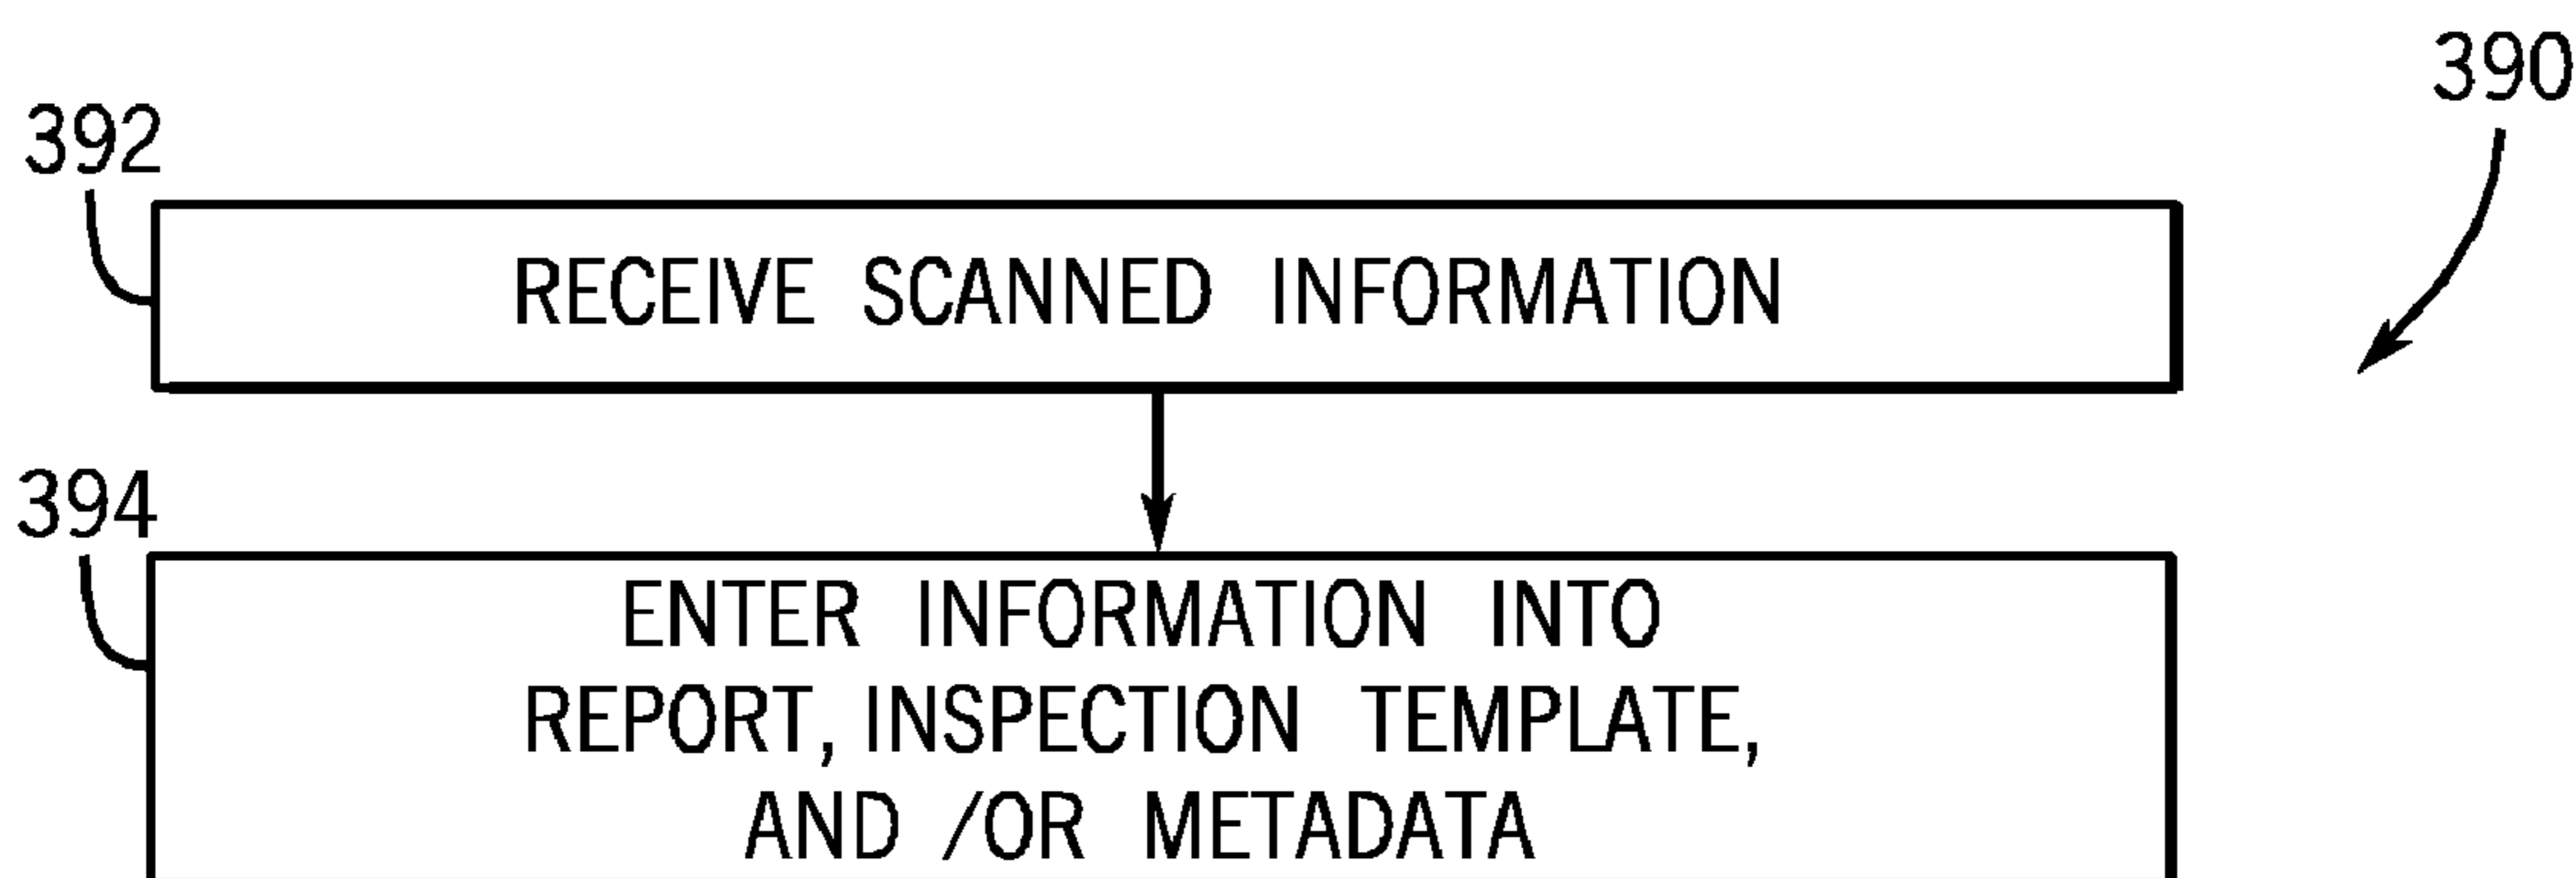 390
392
RECEIVE SCANNED INFORMATION
394
ENTER INFORMATION INTO
REPORT, INSPECTION TEMPLATE,
AND /OR METADATA